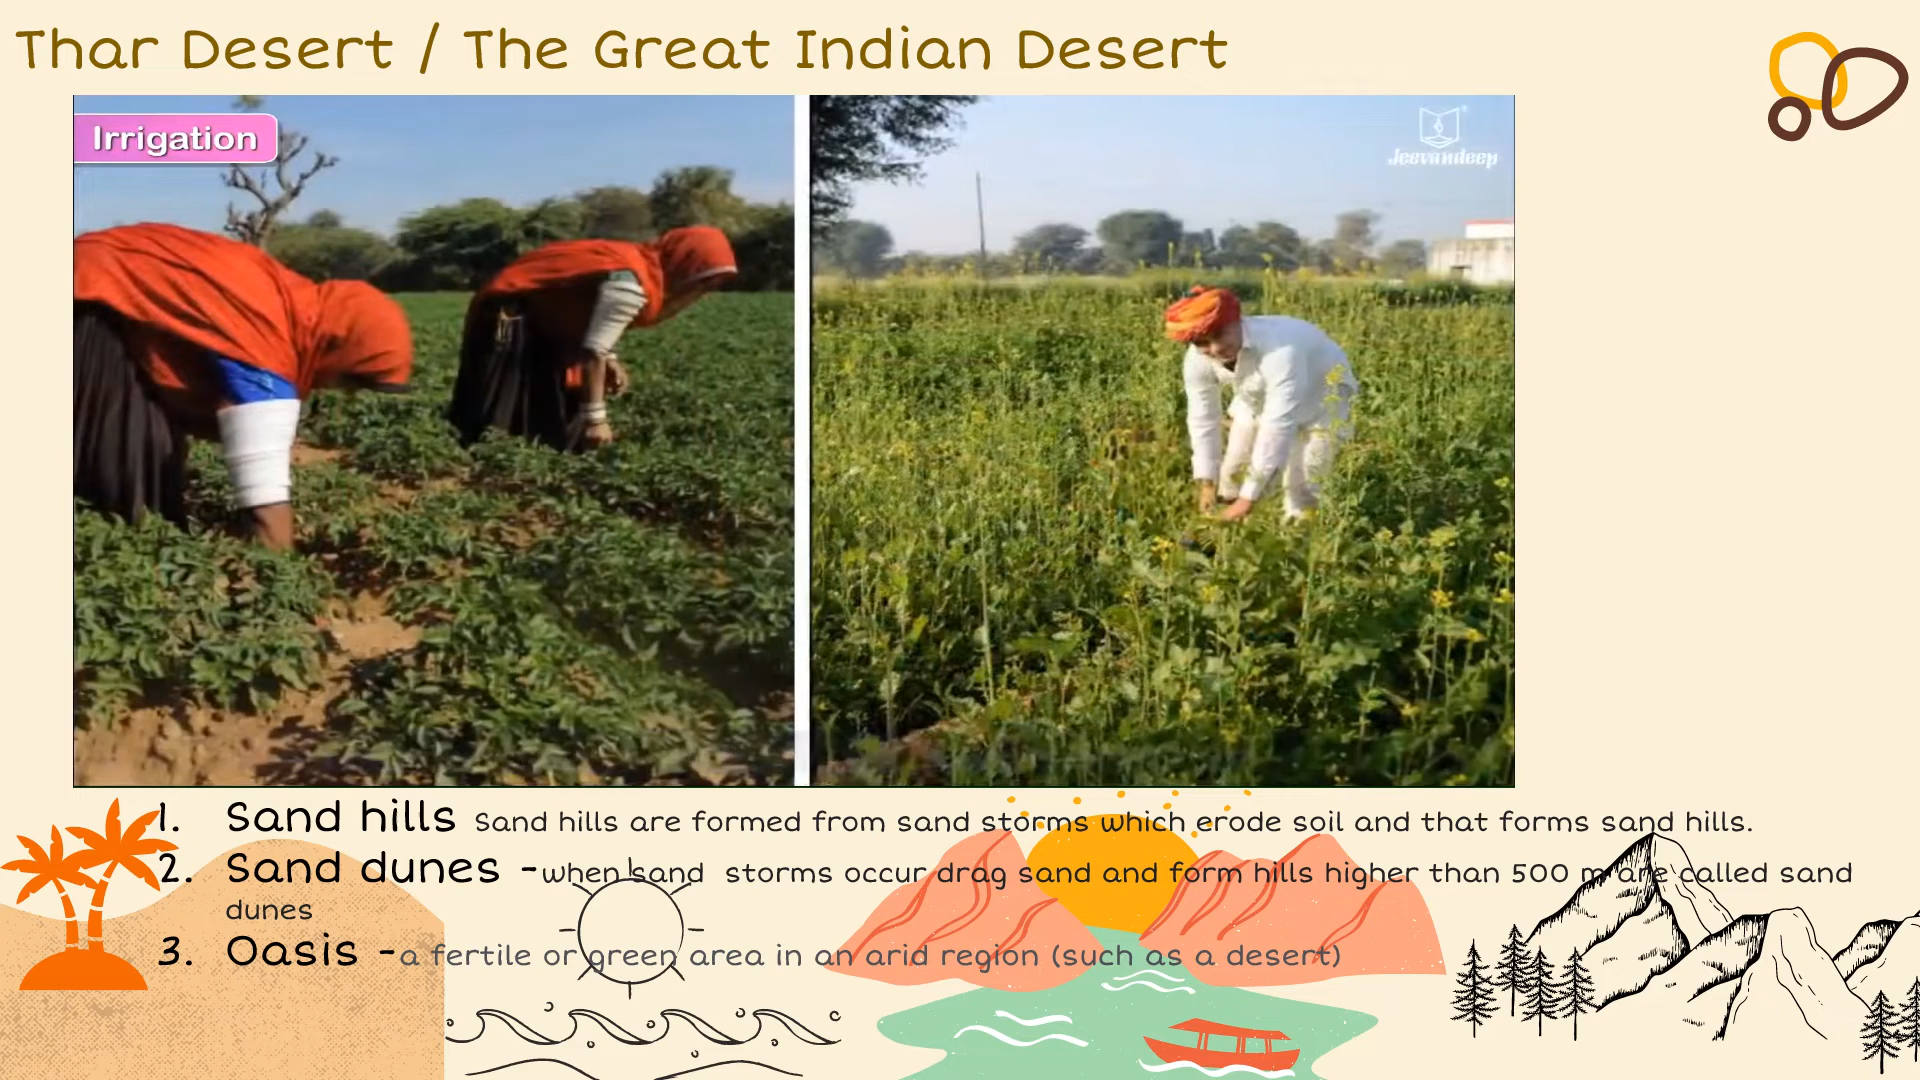 Thar Desert / The Great Indian Desert
Irrigation
Jeevandeep
1. Sand hills Sand hills are formed from sand storms which erode soil and that forms sand hills.
2. Sand dunes -when sand storms occur drag sand and form hills higher than 500 m are called sand
dunes
3. Oasis -a fertile or green area in an arid region (such as a desert)